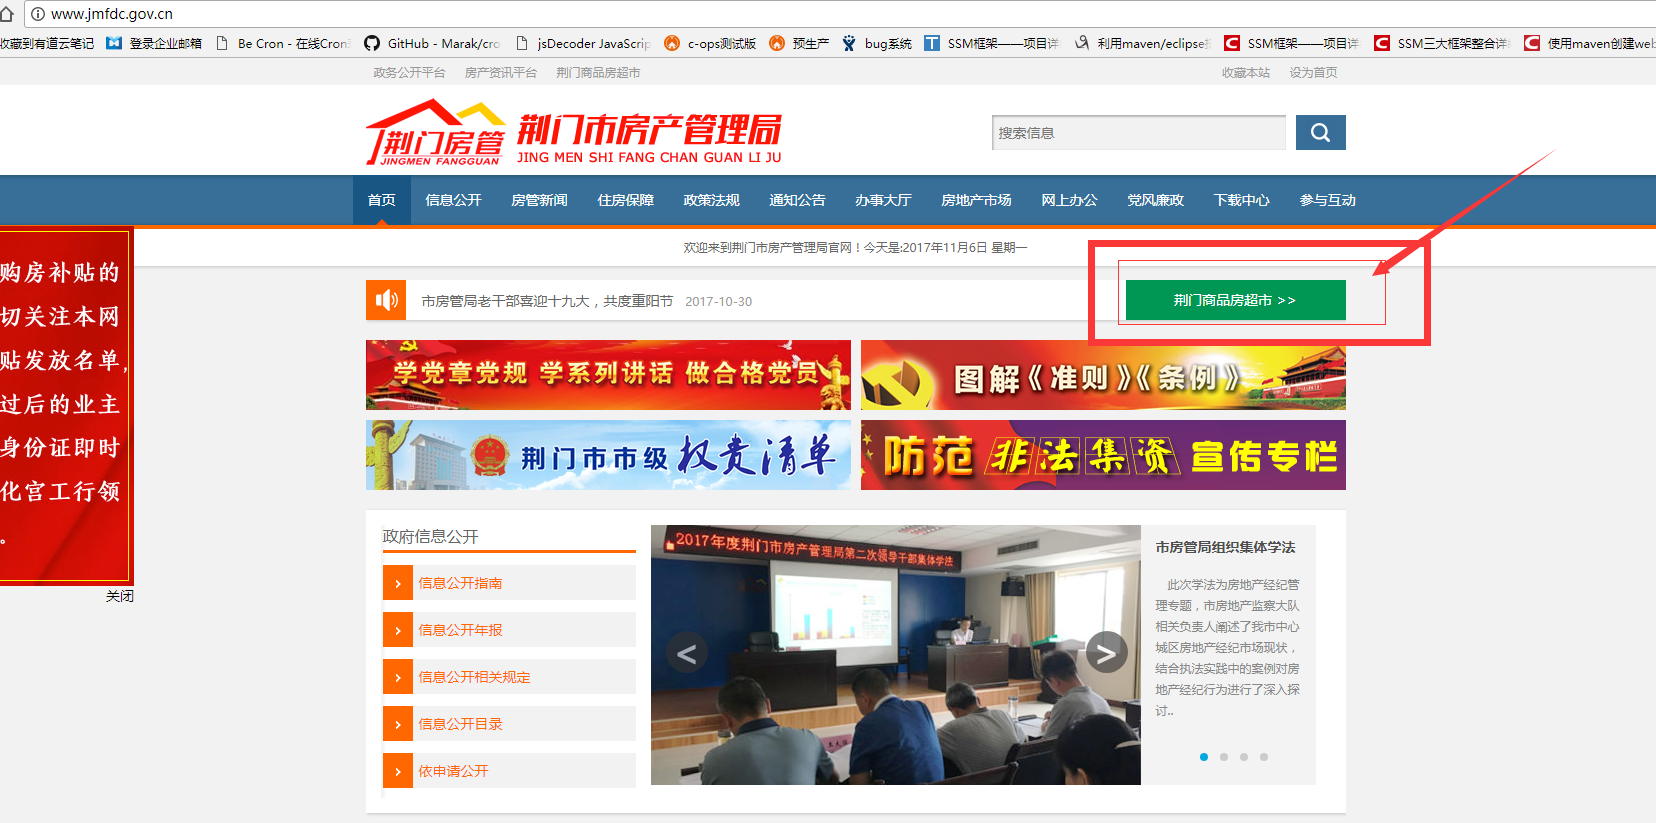 www.jmfdc.gov.cn
收藏到有道云笔记 登录企业邮箱 Be Cron - 在线Cron GitHub - Marak/cro jsDecoder JavaScrip c-ops测试版 预生产 bug系统 SSM框架——项目详 利用maven/eclipse SSM框架——项目详 SSM三大框架整合详 使用maven创建web
政务公开平台 房产资讯平台 荆门商品房超市 收藏本站 设为首页
荆门房管
JINGMEN FANGGUAN
荆门市房产管理局
JING MEN SHI FANG CHAN GUAN LI JU
搜索信息
首页 信息公开 房管新闻 住房保障 政策法规 通知公告 办事大厅 房地产市场 网上办公 党风廉政 下载中心 参与互动
欢迎来到荆门市房产管理局官网！今天是:2017年11月6日 星期一
购房补贴的
切关注本网
贴发放名单,
过后的业主
身份证即时
化宫工行领
。
关闭
市房管局老干部喜迎十九大，共度重阳节 2017-10-30
荆门商品房超市 >>
学党章党规 学系列讲话 做合格党员
图解《准则》《条例》
荆门市市级权责清单
防范非法集资宣传专栏
政府信息公开
信息公开指南
信息公开年报
信息公开相关规定
信息公开目录
依申请公开
2017年度荆门市房产管理局第二次领导干部集体学法
< >
市房管局组织集体学法
此次学法为房地产经纪管
理专题，市房地产监察大队
相关负责人阐述了我市中心
城区房地产经纪市场现状，
结合执法实践中的案例对房
地产经纪行为进行了深入探
讨..